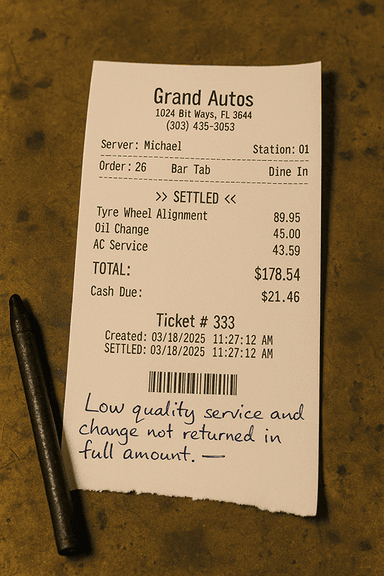 Grand Autos
1024 Bit Ways, FL 3644
(303) 435-3053
Server: Michael Station: 01
Order: 26 Bar Tab Dine In
>> SETTLED <<
Tyre Wheel Alignment 89.95
Oil Change 45.00
AC Service 43.59
TOTAL: $178.54
Cash Due: $21.46
Ticket # 333
Created: 03/18/2025 11:27:12 AM
SETTLED: 03/18/2025 11:27:12 AM
Low quality service and
change not returned in
full amount. —